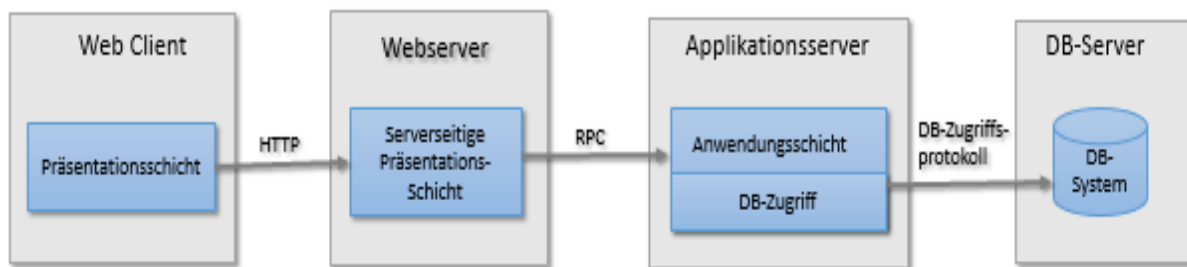 Web Client
Präsentationsschicht
HTTP
Webserver
Serverseitige
Präsentations-
Schicht
RPC
Applikationsserver
Anwendungsschicht
DB-Zugriff
DB-Zugriffs-
protokoll
DB-Server
DB-
System